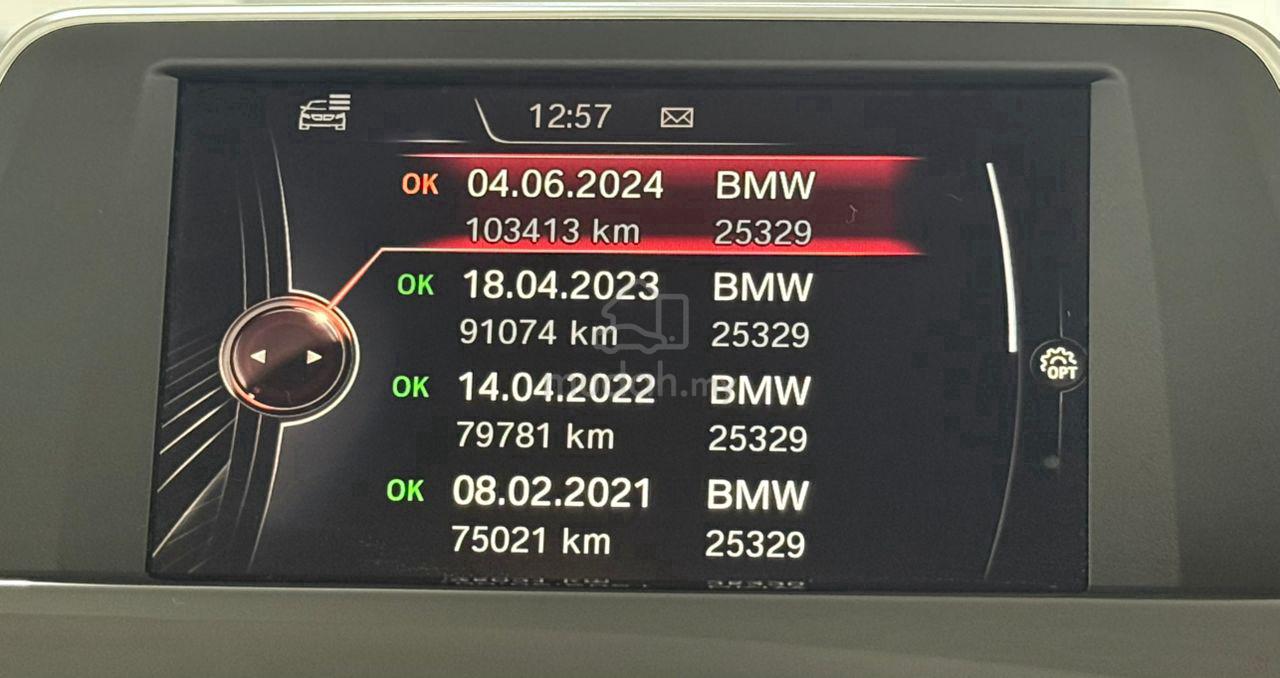 12:57
OK 04.06.2024 BMW
103413 km 25329
OK 18.04.2023 BMW
91074 km 25329
OPT
OK 14.04.2022 BMW
79781 km 25329
OK 08.02.2021 BMW
75021 km 25329